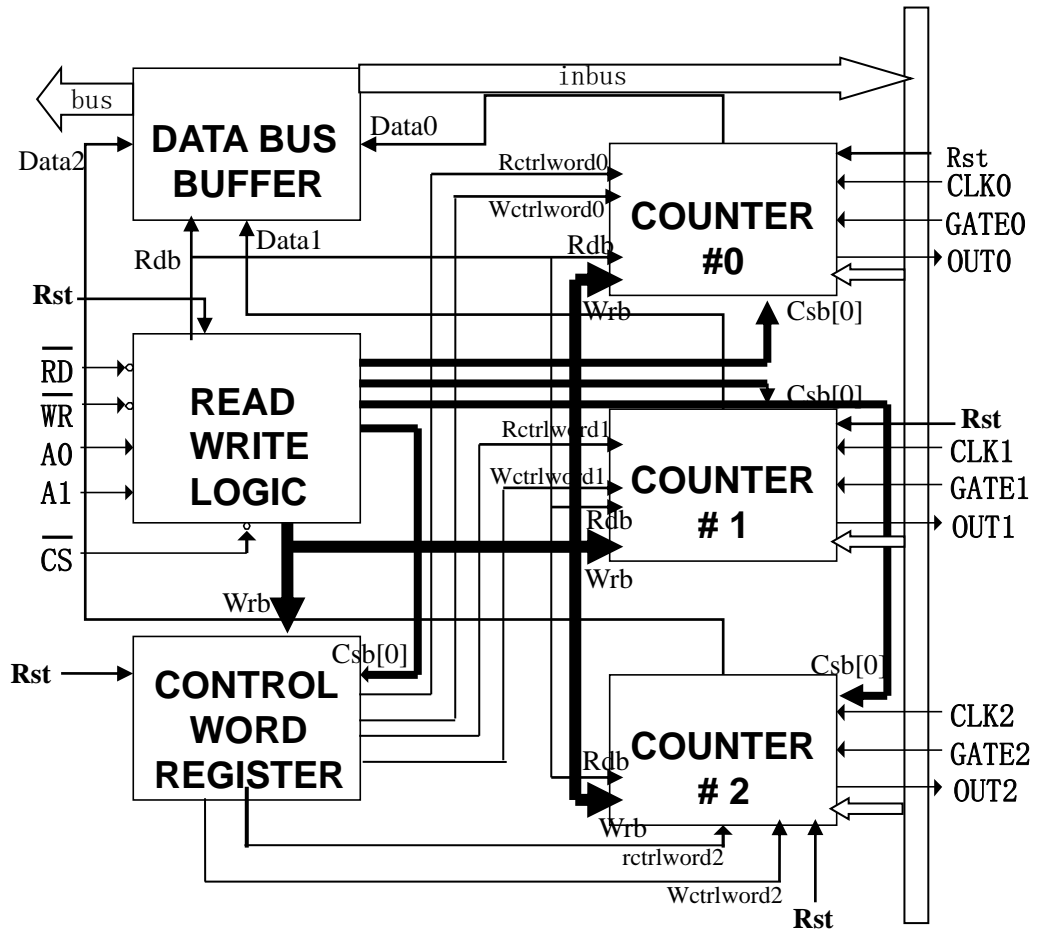 bus
inbus
DATA BUS
BUFFER
Data2
Data0
Data1
Rdb
Rctrlword0
Wctrlword0
Rdb
Wrb
COUNTER
#0
Csb[0]
Rst
CLK0
GATE0
OUT0
Rst
RD
WR
A0
A1
CS
READ
WRITE
LOGIC
Csb[0]
Rctrlword1
Wctrlword1
Rdb
Wrb
COUNTER
# 1
Rst
CLK1
GATE1
OUT1
Wrb
Csb[0]
Rst
CONTROL
WORD
REGISTER
Csb[0]
Rdb
Wrb
COUNTER
# 2
CLK2
GATE2
OUT2
rctrlword2
Wctrlword2
Rst